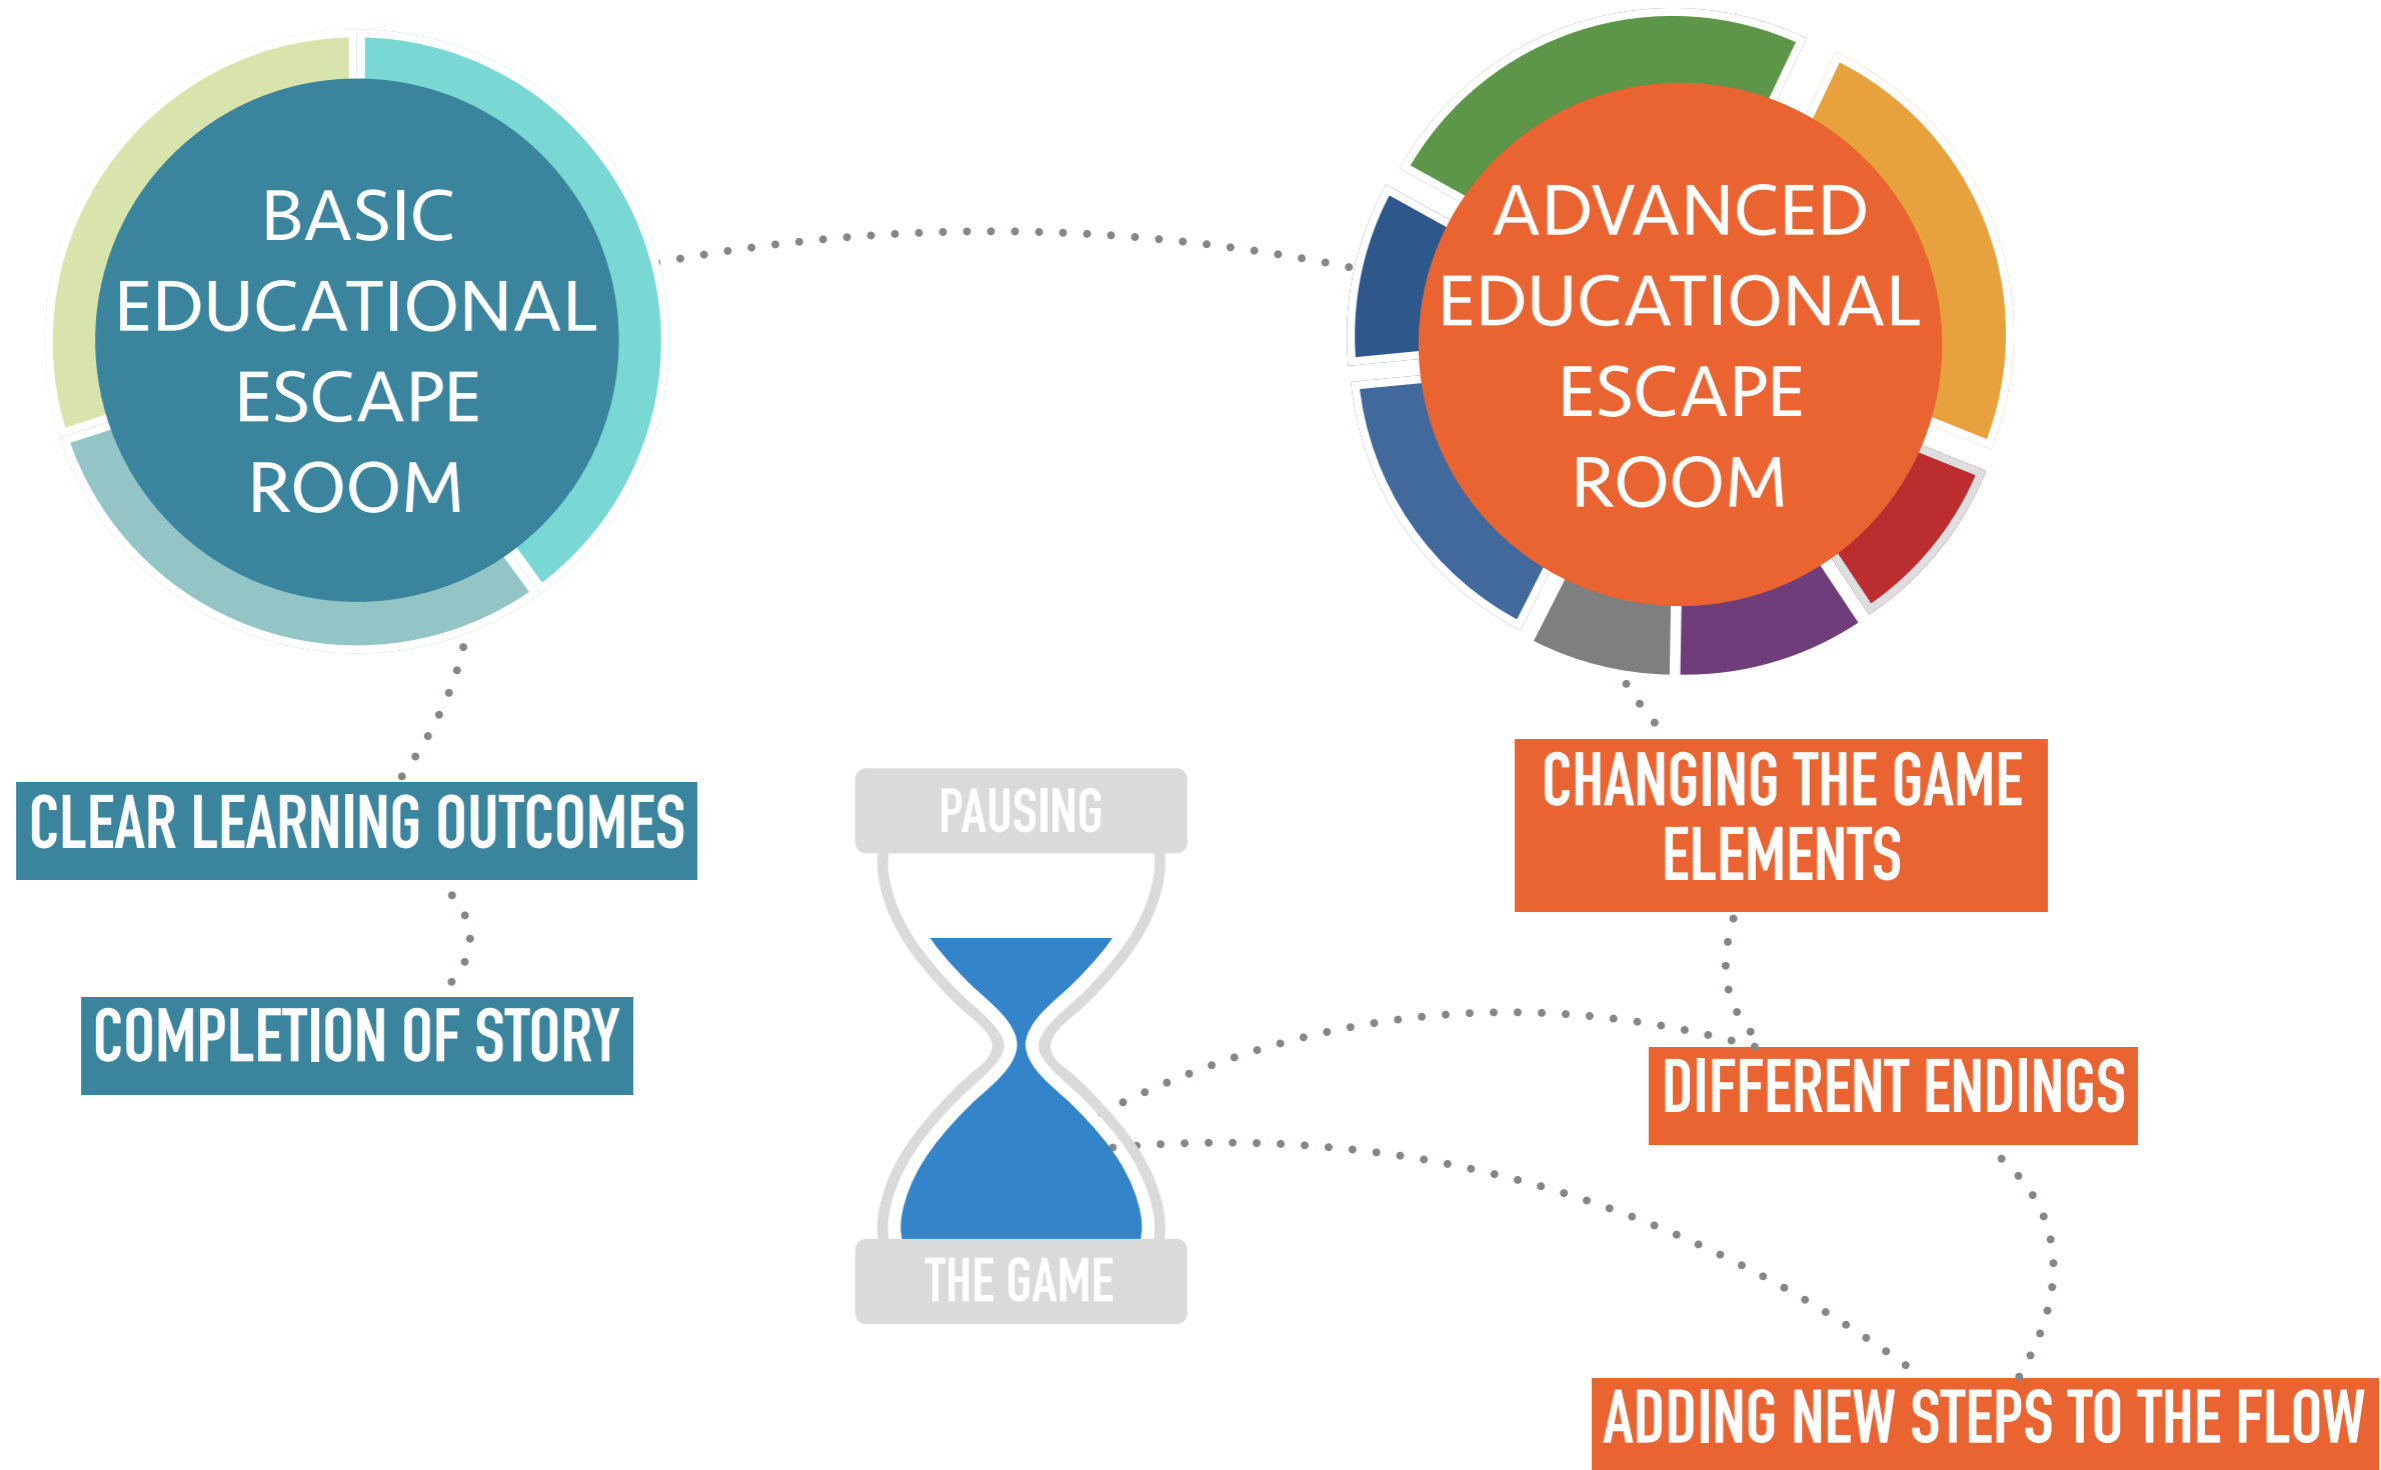 BASIC
EDUCATIONAL
ESCAPE
ROOM
ADVANCED
EDUCATIONAL
ESCAPE
ROOM
CLEAR LEARNING OUTCOMES
COMPLETION OF STORY
PAUSING
THE GAME
CHANGING THE GAME
ELEMENTS
DIFFERENT ENDINGS
ADDING NEW STEPS TO THE FLOW